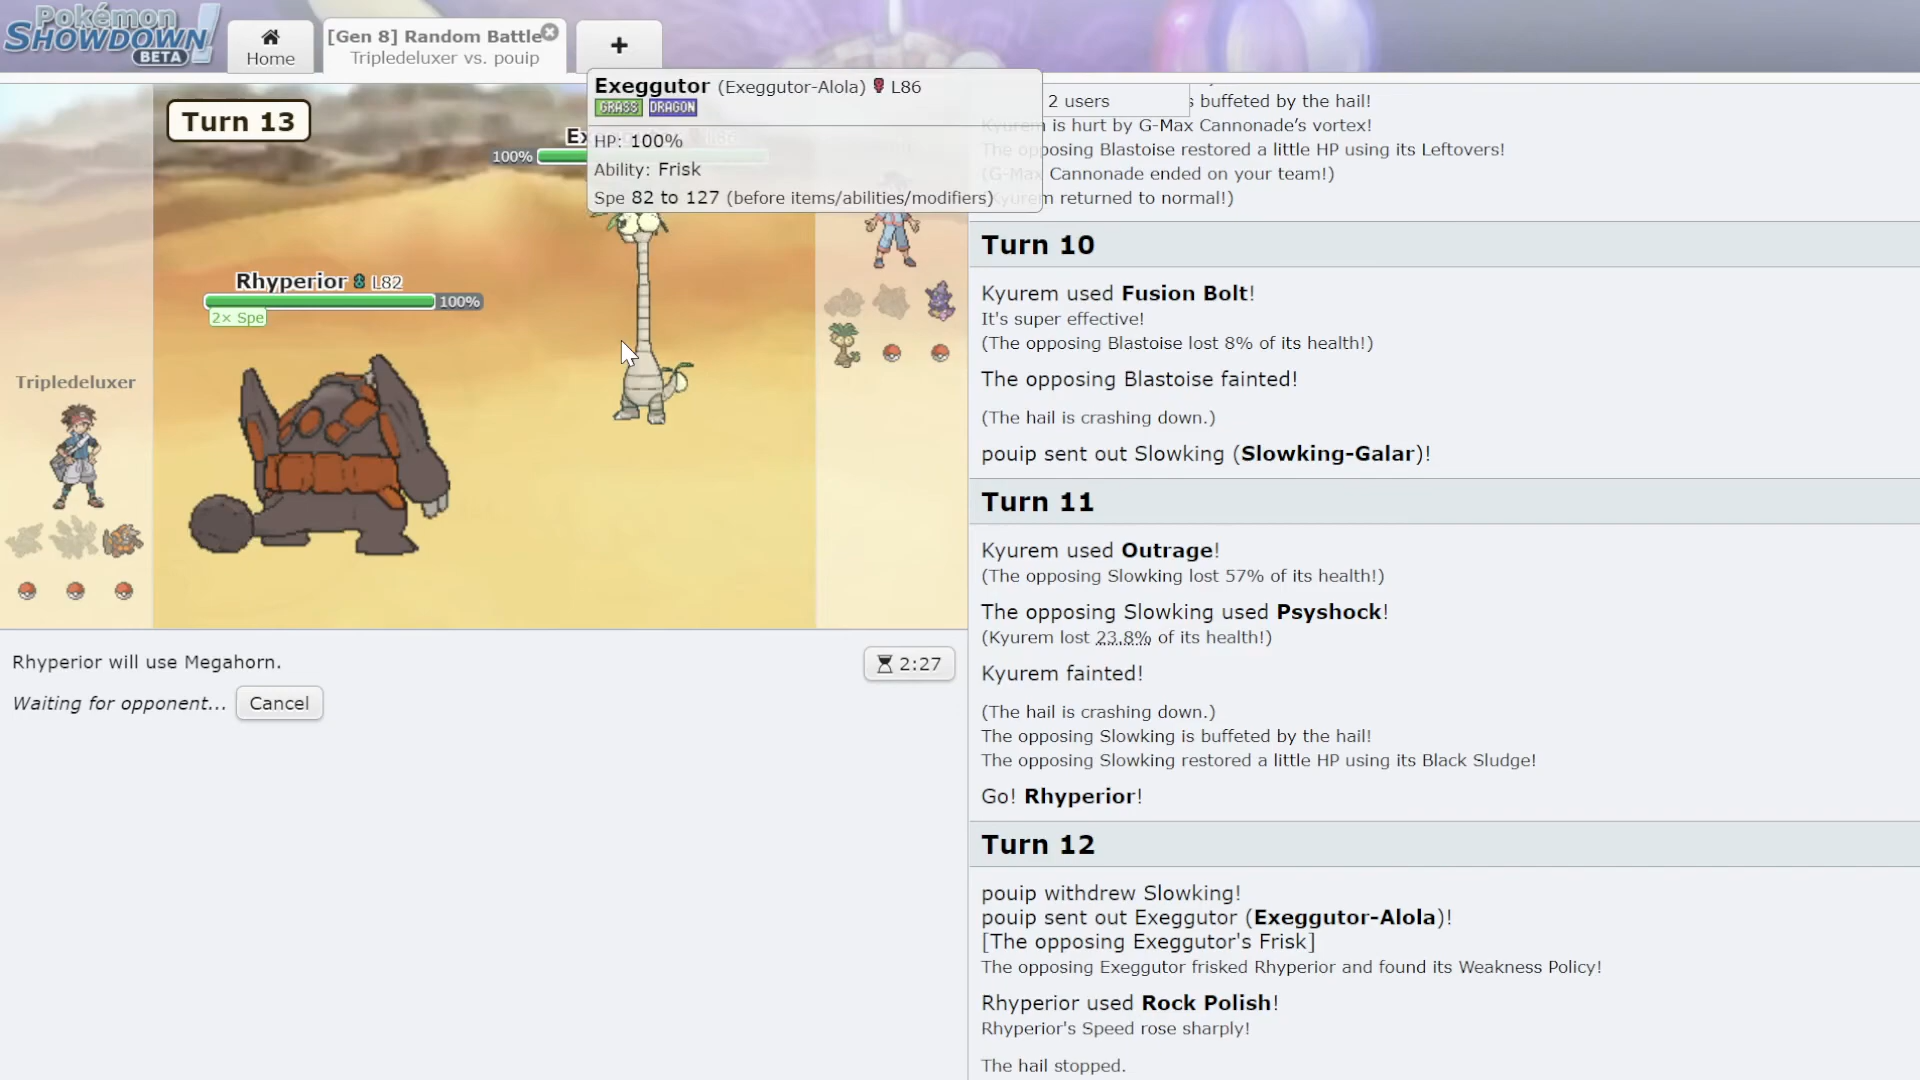 Pokémon
SHOWDOWN!
BETA
Home
[Gen 8] Random Battle
Tripledeluxer vs. pouip
+
Turn 13
Exeggutor (Exeggutor-Alola) L86
GRASS DRAGON
HP: 100%
Ability: Frisk
Spe 82 to 127 (before items/abilities/modifiers)
Ex
100%
Rhyperior L82
100%
2× Spe
Tripledeluxer
Rhyperior will use Megahorn.
2:27
Waiting for opponent... Cancel
2 users
s buffeted by the hail!
Kyurem is hurt by G-Max Cannonade's vortex!
The opposing Blastoise restored a little HP using its Leftovers!
(G-Max Cannonade ended on your team!)
(Kyurem returned to normal!)
Turn 10
Kyurem used Fusion Bolt!
It's super effective!
(The opposing Blastoise lost 8% of its health!)
The opposing Blastoise fainted!
(The hail is crashing down.)
pouip sent out Slowking (Slowking-Galar)!
Turn 11
Kyurem used Outrage!
(The opposing Slowking lost 57% of its health!)
The opposing Slowking used Psyshock!
(Kyurem lost 23.8% of its health!)
Kyurem fainted!
(The hail is crashing down.)
The opposing Slowking is buffeted by the hail!
The opposing Slowking restored a little HP using its Black Sludge!
Go! Rhyperior!
Turn 12
pouip withdrew Slowking!
pouip sent out Exeggutor (Exeggutor-Alola)!
[The opposing Exeggutor's Frisk]
The opposing Exeggutor frisked Rhyperior and found its Weakness Policy!
Rhyperior used Rock Polish!
Rhyperior's Speed rose sharply!
The hail stopped.